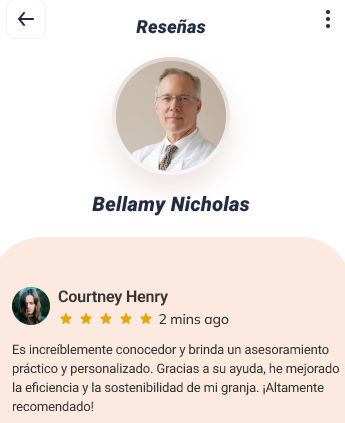 Reseñas
Bellamy Nicholas
Courtney Henry
2 mins ago
Es increíblemente conocedor y brinda un asesoramiento
práctico y personalizado. Gracias a su ayuda, he mejorado
la eficiencia y la sostenibilidad de mi granja. ¡Altamente
recomendado!